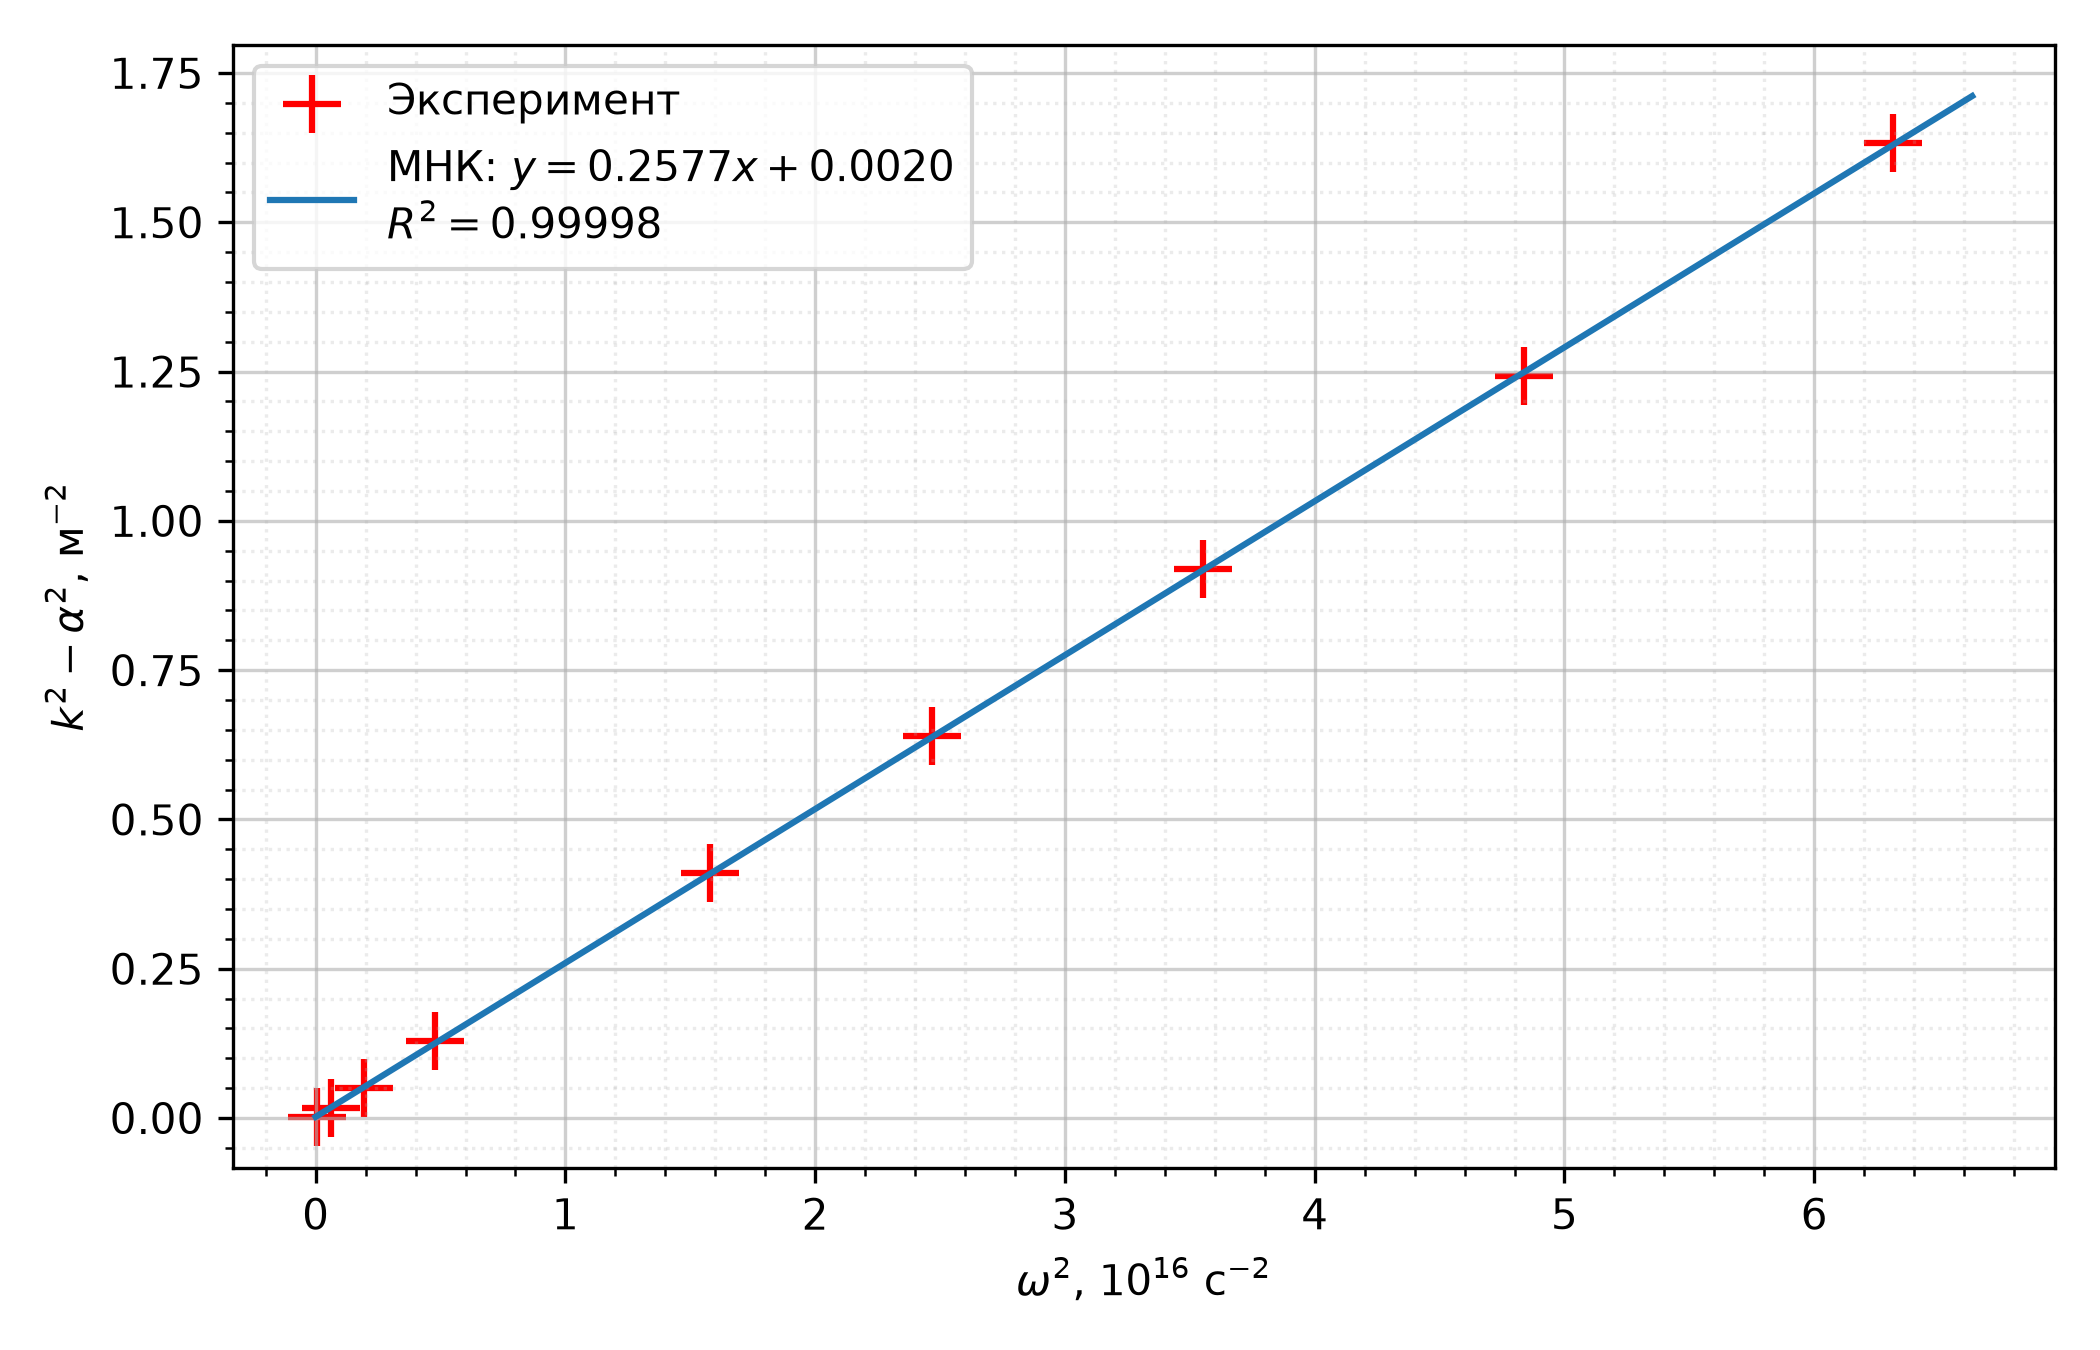 Эксперимент
МНК: y = 0.2577x + 0.0020
R² = 0.99998
1.75
1.50
1.25
1.00
0.75
0.50
0.25
0.00
k² − α², м⁻²
0 1 2 3 4 5 6
ω², 10¹⁶ с⁻²